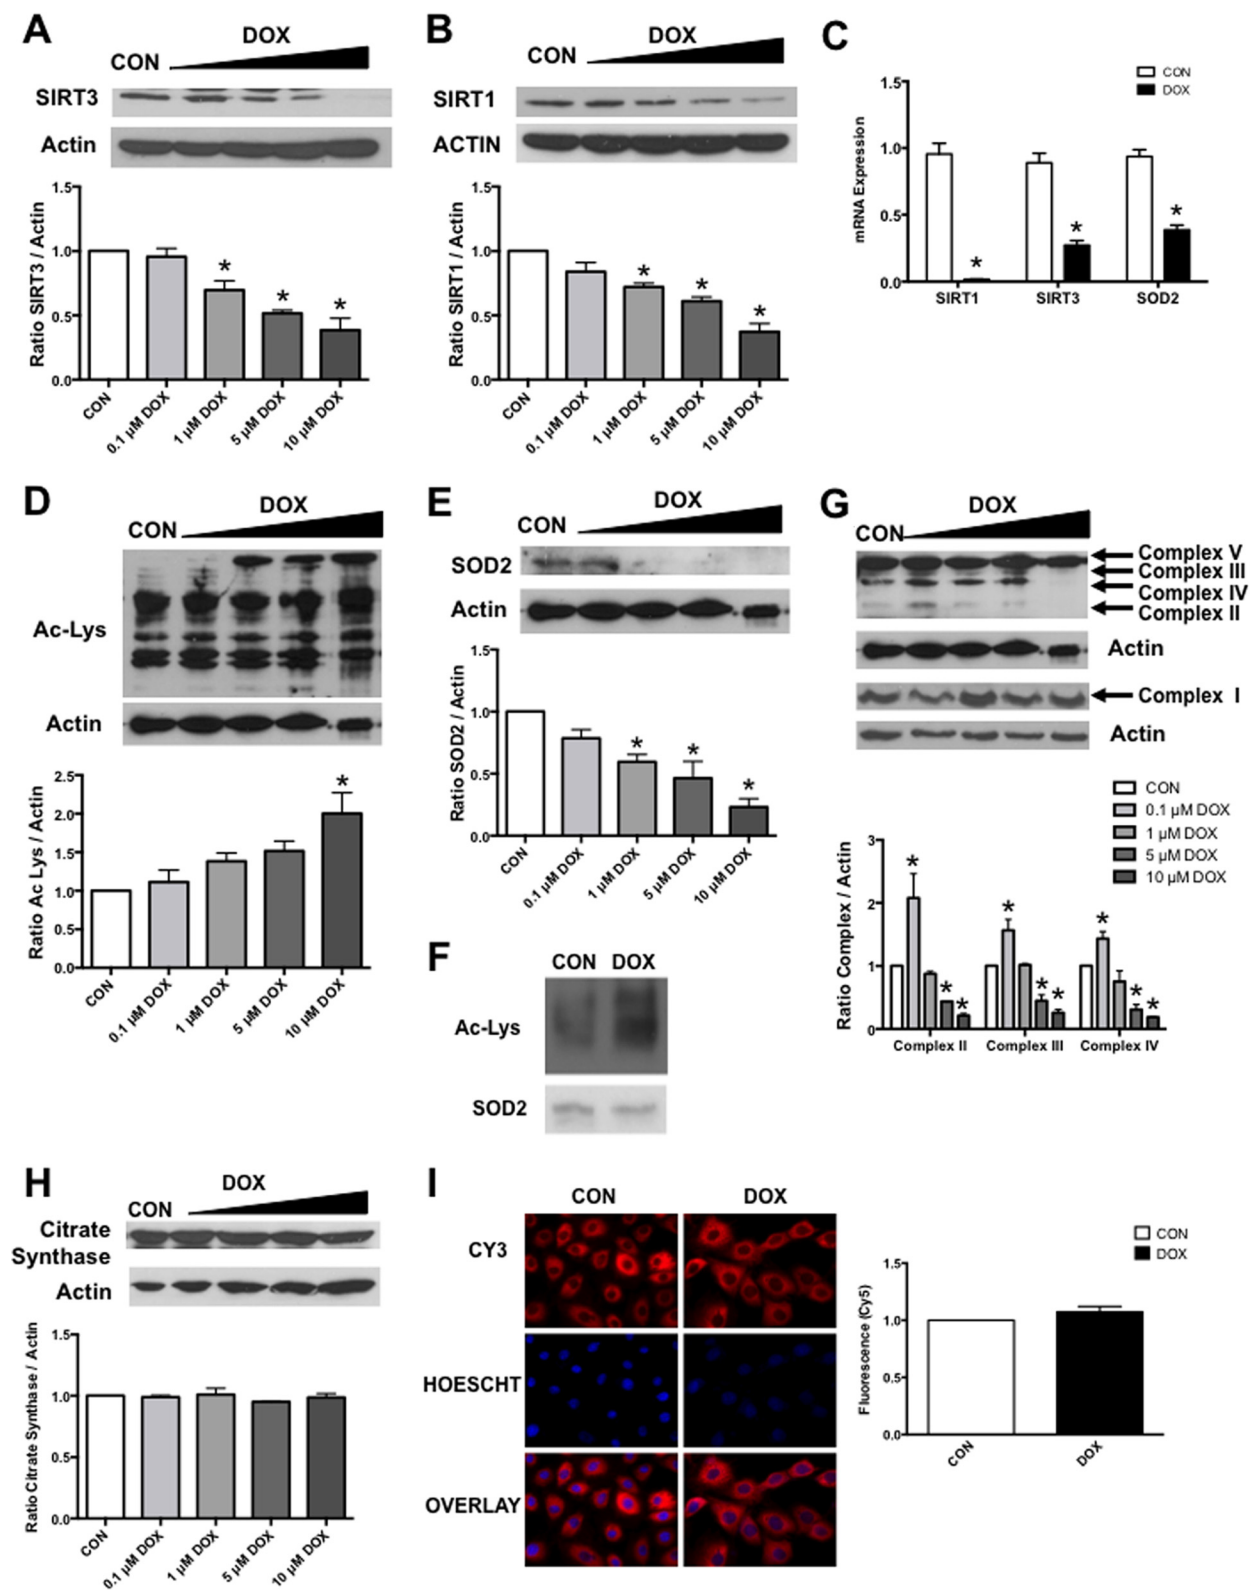 A
DOX
CON
SIRT3
Actin
Ratio SIRT3 / Actin
1.5
1.0
0.5
0.0
CON
0.1 µM DOX
1 µM DOX
5 µM DOX
10 µM DOX
*
*
*
B
DOX
CON
SIRT1
ACTIN
Ratio SIRT1 / Actin
1.5
1.0
0.5
0.0
CON
0.1 µM DOX
1 µM DOX
5 µM DOX
10 µM DOX
*
*
*
C
CON
DOX
mRNA Expression
1.5
1.0
0.5
0.0
*
*
*
SIRT1
SIRT3
SOD2
D
DOX
CON
Ac-Lys
Actin
Ratio Ac Lys / Actin
2.5
2.0
1.5
1.0
0.5
0.0
*
CON
0.1 µM DOX
1 µM DOX
5 µM DOX
10 µM DOX
E
DOX
CON
SOD2
Actin
Ratio SOD2 / Actin
1.5
1.0
0.5
0.0
*
*
*
CON
0.1 µM DOX
1 µM DOX
5 µM DOX
10 µM DOX
F
CON DOX
Ac-Lys
SOD2
G
DOX
CON
Complex V
Complex III
Complex IV
Complex II
Actin
Complex I
Actin
CON
0.1 µM DOX
1 µM DOX
5 µM DOX
10 µM DOX
Ratio Complex / Actin
3
2
1
0
*
*
*
*
*
*
*
*
*
Complex II
Complex III
Complex IV
H
DOX
CON
Citrate
Synthase
Actin
Ratio Citrate Synthase / Actin
1.5
1.0
0.5
0.0
CON
0.1 µM DOX
1 µM DOX
5 µM DOX
10 µM DOX
I
CON
DOX
CY3
HOESCHT
OVERLAY
CON
DOX
Fluorescence (Cy5)
1.5
1.0
0.5
0.0
CON
DOX